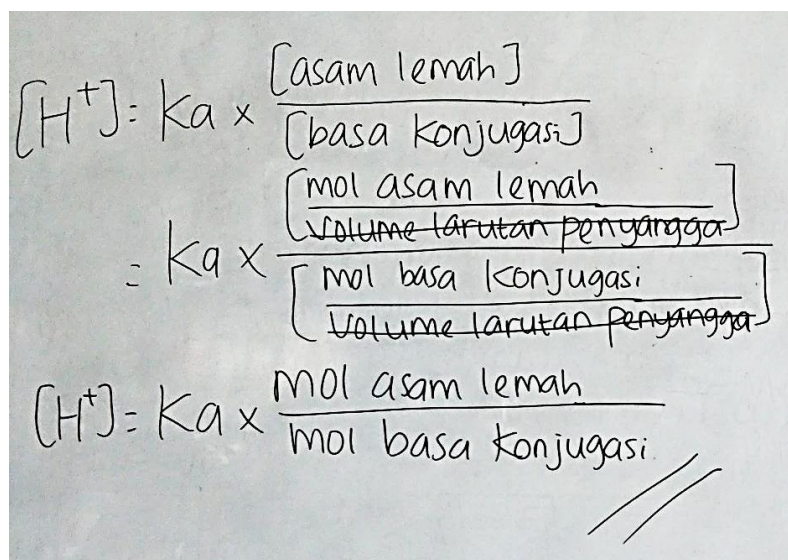 [asam lemah]
[H⁺] = Ka ×
[basa konjugasi]
[mol asam lemah
volume larutan penyangga]
= Ka ×
[mol basa konjugasi
volume larutan penyangga]
mol asam lemah
[H⁺] = Ka ×
mol basa konjugasi